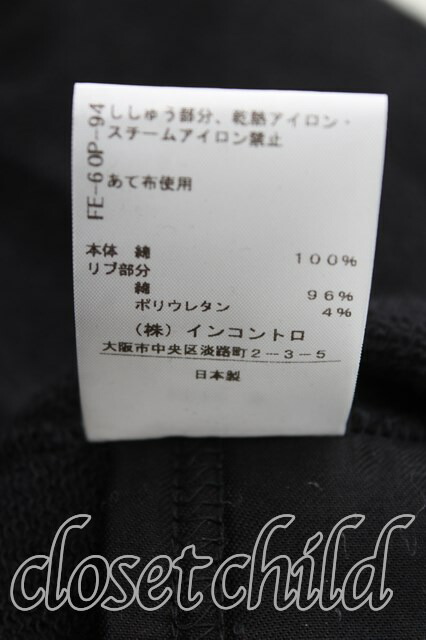 FE-60P-94
ししゅう部分、乾熱アイロン・
スチームアイロン禁止
あて布使用
本体 綿 100%
リブ部分
綿 96%
ポリウレタン 4%
(株)インコントロ
大阪市中央区淡路町2-3-5
日本製
closetchild